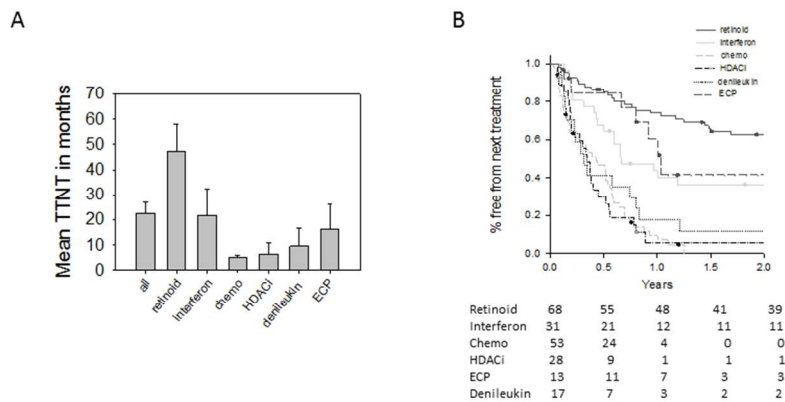 A
B
Mean TTNT in months
70
60
50
40
30
20
10
0
all
retinoid
Interferon
chemo
HDACi
denileukin
ECP
% free from next treatment
1.0
0.8
0.6
0.4
0.2
0.0
0.0 0.5 1.0 1.5 2.0
Years
retinoid
Interferon
chemo
HDACi
denileukin
ECP
Retinoid 68 55 48 41 39
Interferon 31 21 12 11 11
Chemo 53 24 4 0 0
HDACi 28 9 1 1 1
ECP 13 11 7 3 3
Denileukin 17 7 3 2 2